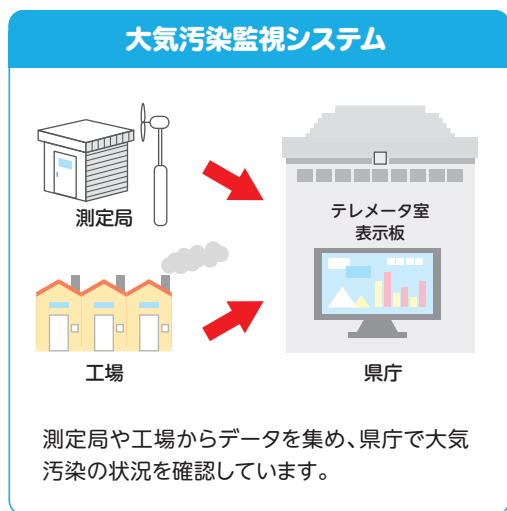 大気汚染監視システム
測定局
テレメータ室
表示板
工場
県庁
測定局や工場からデータを集め、県庁で大気
汚染の状況を確認しています。